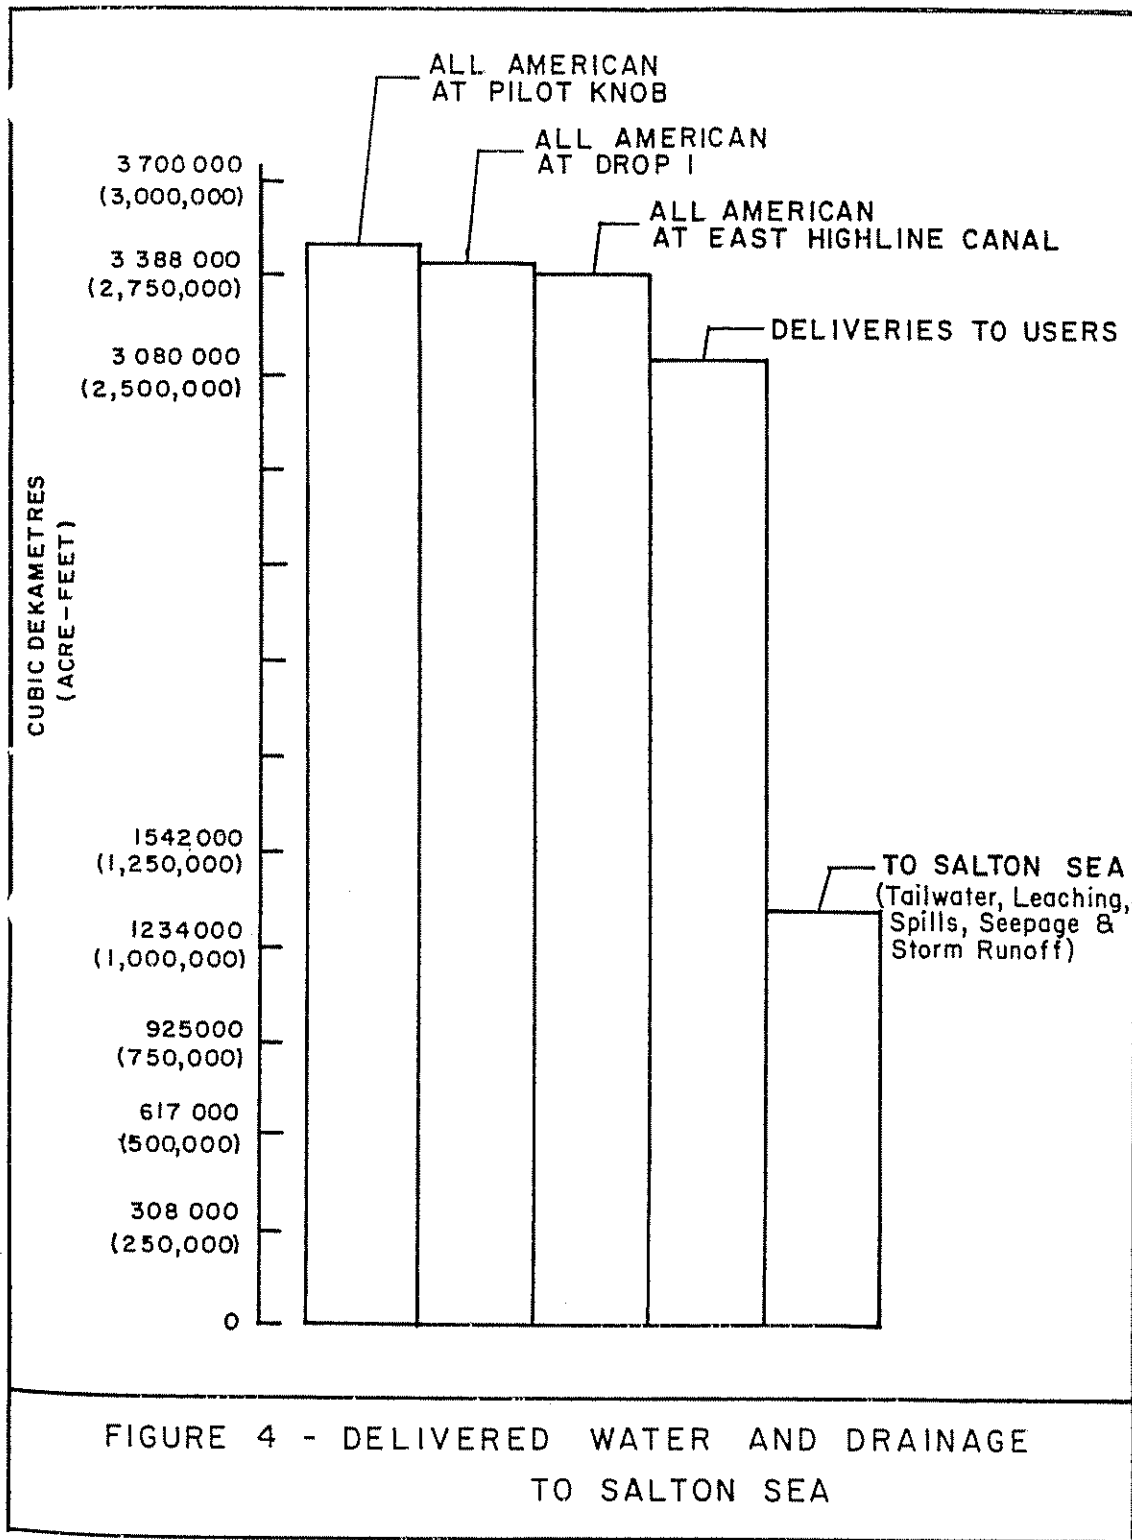 ALL AMERICAN
AT PILOT KNOB
ALL AMERICAN
AT DROP 1
ALL AMERICAN
AT EAST HIGHLINE CANAL
DELIVERIES TO USERS
TO SALTON SEA
(Tailwater, Leaching,
Spills, Seepage &
Storm Runoff)
3 700 000
(3,000,000)
3 388 000
(2,750,000)
3 080 000
(2,500,000)
1542000
(1,250,000)
1234000
(1,000,000)
925000
(750,000)
617 000
(500,000)
308 000
(250,000)
0
CUBIC DEKAMETRES
(ACRE-FEET)
FIGURE 4 - DELIVERED WATER AND DRAINAGE
TO SALTON SEA